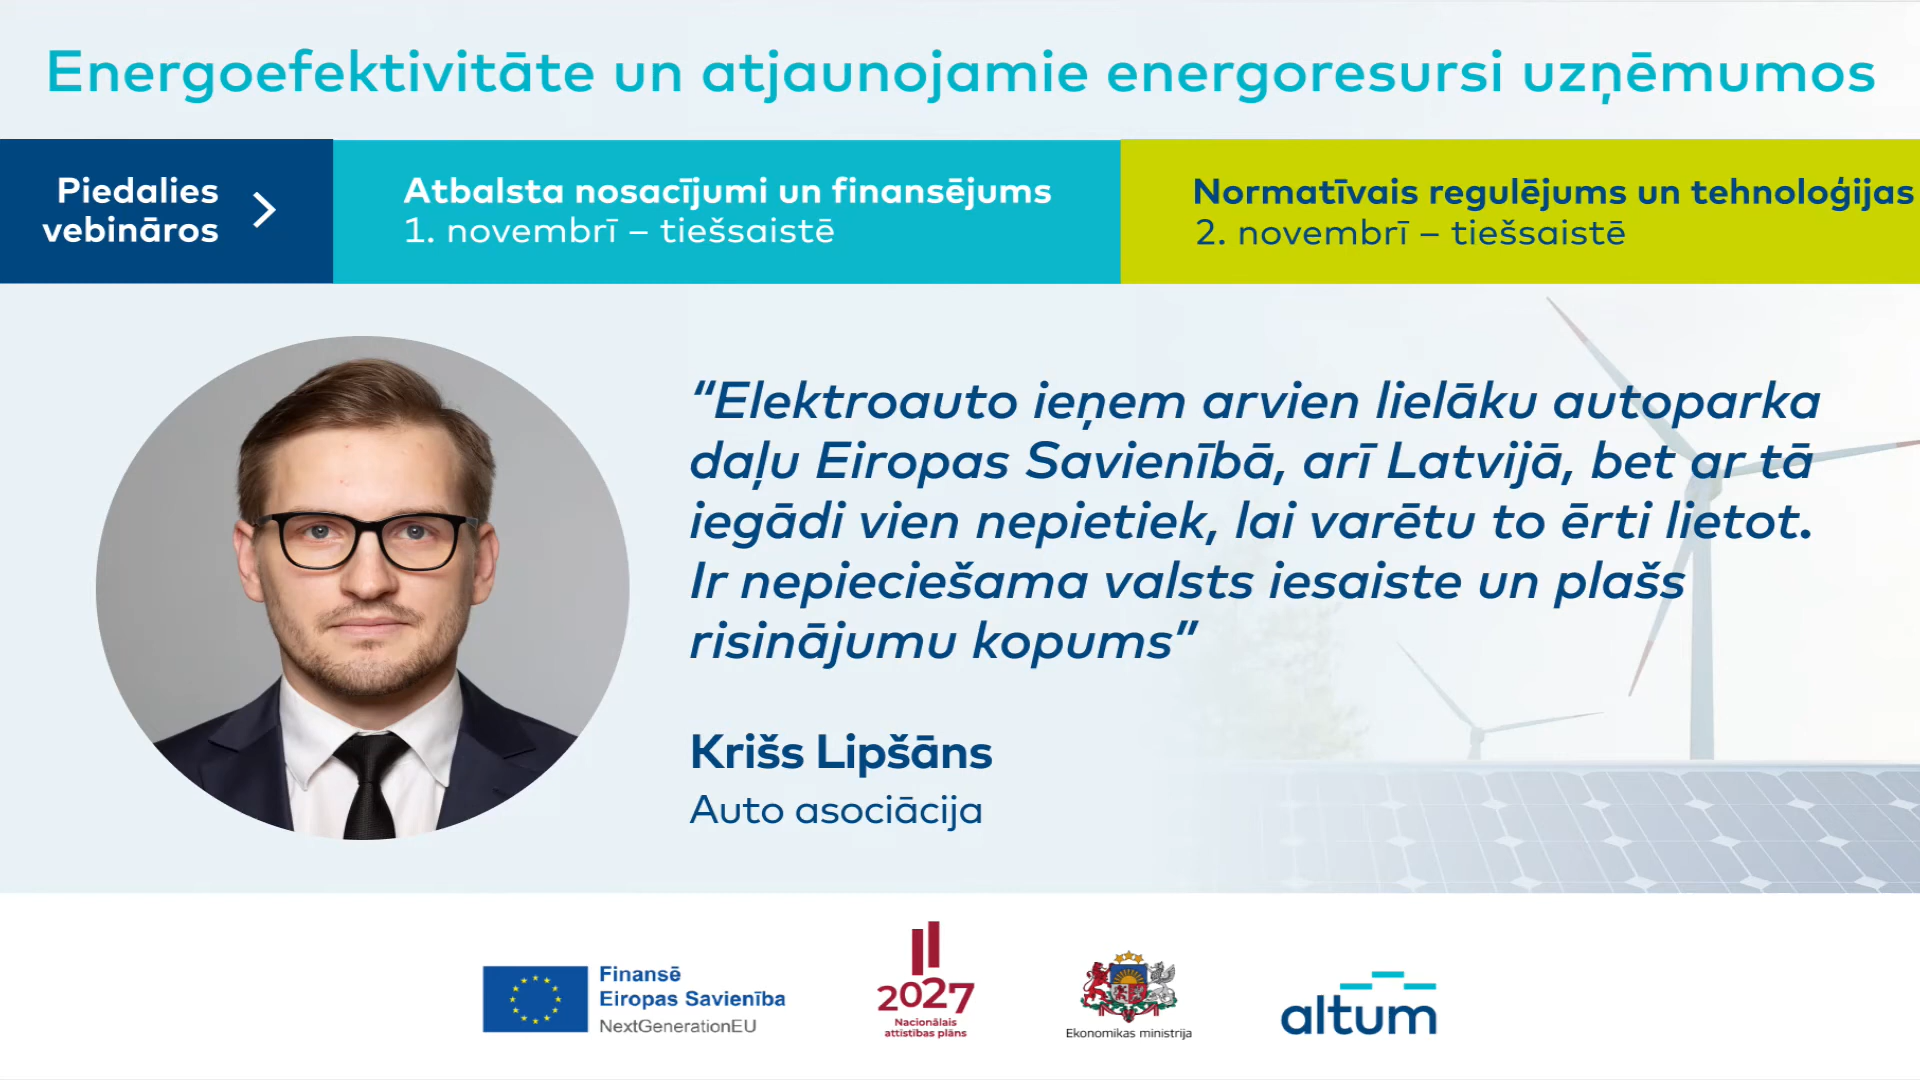 Energoefektivitāte un atjaunojamie energoresursi uzņēmumos
Piedalies
vebināros
Atbalsta nosacījumi un finansējums
1. novembrī – tiešsaistē
Normatīvais regulējums un tehnoloģijas
2. novembrī – tiešsaistē
“Elektroauto ieņem arvien lielāku autoparka
daļu Eiropas Savienībā, arī Latvijā, bet ar tā
iegādi vien nepietiek, lai varētu to ērti lietot.
Ir nepieciešama valsts iesaiste un plašs
risinājumu kopums”
Krišs Lipšāns
Auto asociācija
Finansē
Eiropas Savienība
NextGenerationEU
2027
Nacionālais
attīstības plāns
Ekonomikas ministrija
altum